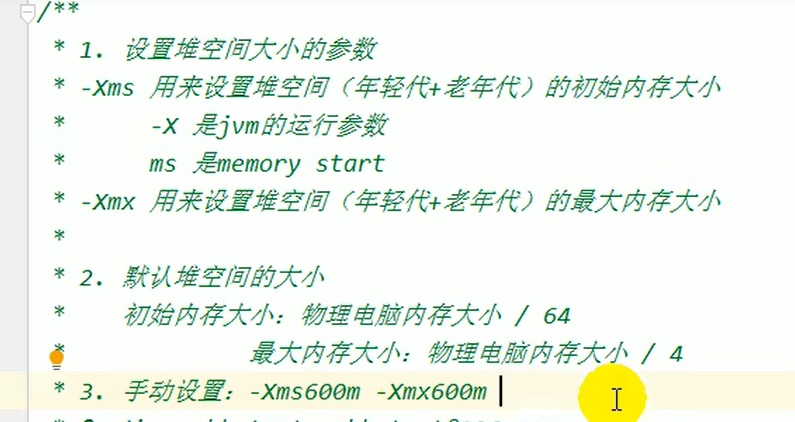 /**
* 1. 设置堆空间大小的参数
* -Xms 用来设置堆空间（年轻代+老年代）的初始内存大小
* -X 是jvm的运行参数
* ms 是memory start
* -Xmx 用来设置堆空间（年轻代+老年代）的最大内存大小
*
* 2. 默认堆空间的大小
* 初始内存大小：物理电脑内存大小 / 64
* 最大内存大小：物理电脑内存大小 / 4
* 3. 手动设置：-Xms600m -Xmx600m